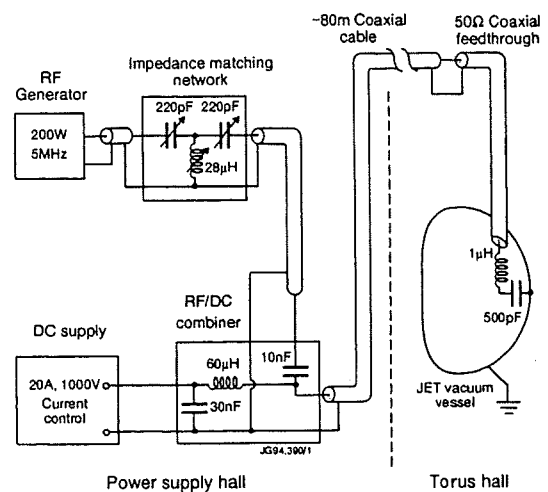 ~80m Coaxial
cable
50Ω Coaxial
feedthrough
RF
Generator
Impedance matching
network
220pF 220pF
200W
5MHz
28μH
1μH
500pF
RF/DC
combiner
DC supply
10nF
60μH
20A, 1000V
Current
control
30nF
JET vacuum
vessel
JG94,390/1
Power supply hall
Torus hall